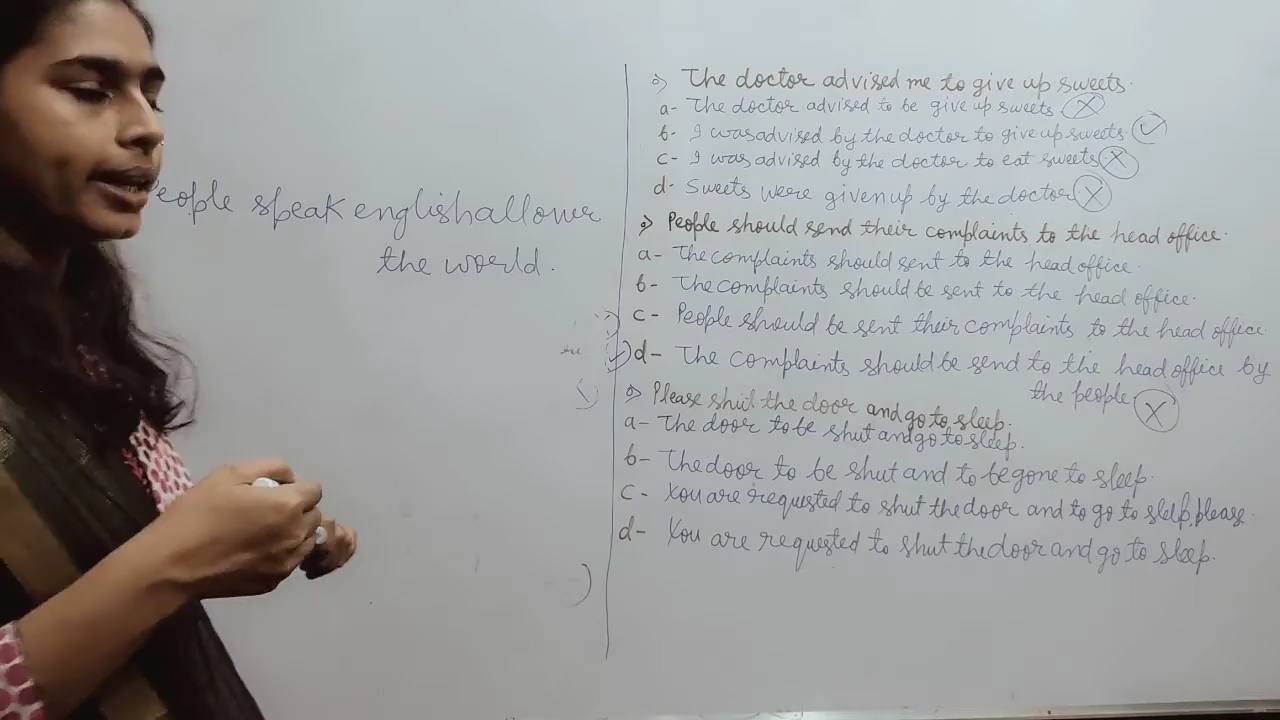 eople speak english all over
the world.
The doctor advised me to give up sweets.
a- The doctor advised to be give up sweets
b- I was advised by the doctor to give up sweets.
c- I was advised by the doctor to eat sweets
d- Sweets were given up by the doctor
People should send their complaints to the head office.
a- The complaints should sent to the head office.
b- The complaints should be sent to the head office.
c- People should be sent their complaints to the head office.
d- The complaints should be send to the head office by
the people
Please shut the door and go to sleep.
a- The door to be shut and go to sleep.
b- The door to be shut and to be gone to sleep.
c- You are requested to shut the door and to go to sleep, please.
d- You are requested to shut the door and go to sleep.